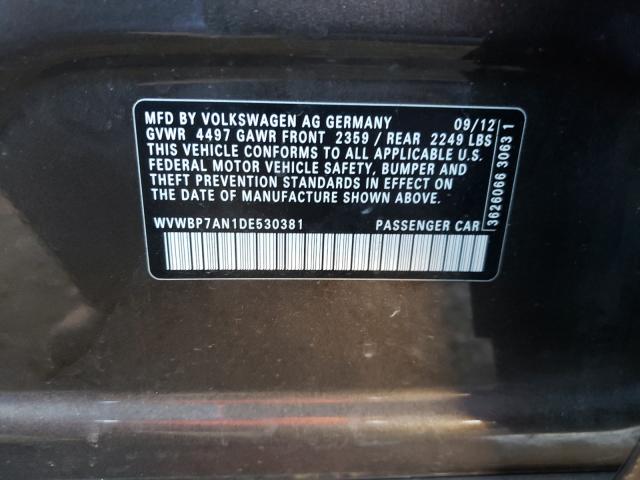 MFD BY VOLKSWAGEN AG GERMANY 09/12
GVWR 4497 GAWR FRONT 2359 / REAR 2249 LBS
THIS VEHICLE CONFORMS TO ALL APPLICABLE U.S.
FEDERAL MOTOR VEHICLE SAFETY, BUMPER AND
THEFT PREVENTION STANDARDS IN EFFECT ON
THE DATE OF MANUFACTURE SHOWN ABOVE.
WVWBP7AN1DE530381 PASSENGER CAR
3626066 30631